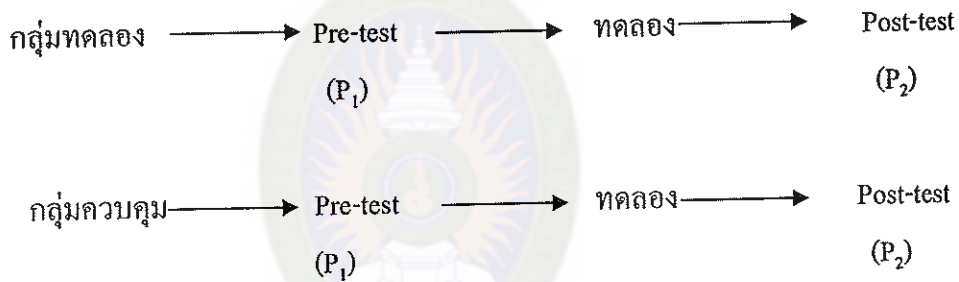 กลุ่มทดลอง Pre-test ทดลอง Post-test
(P₁) (P₂)
กลุ่มควบคุม Pre-test ทดลอง Post-test
(P₁) (P₂)